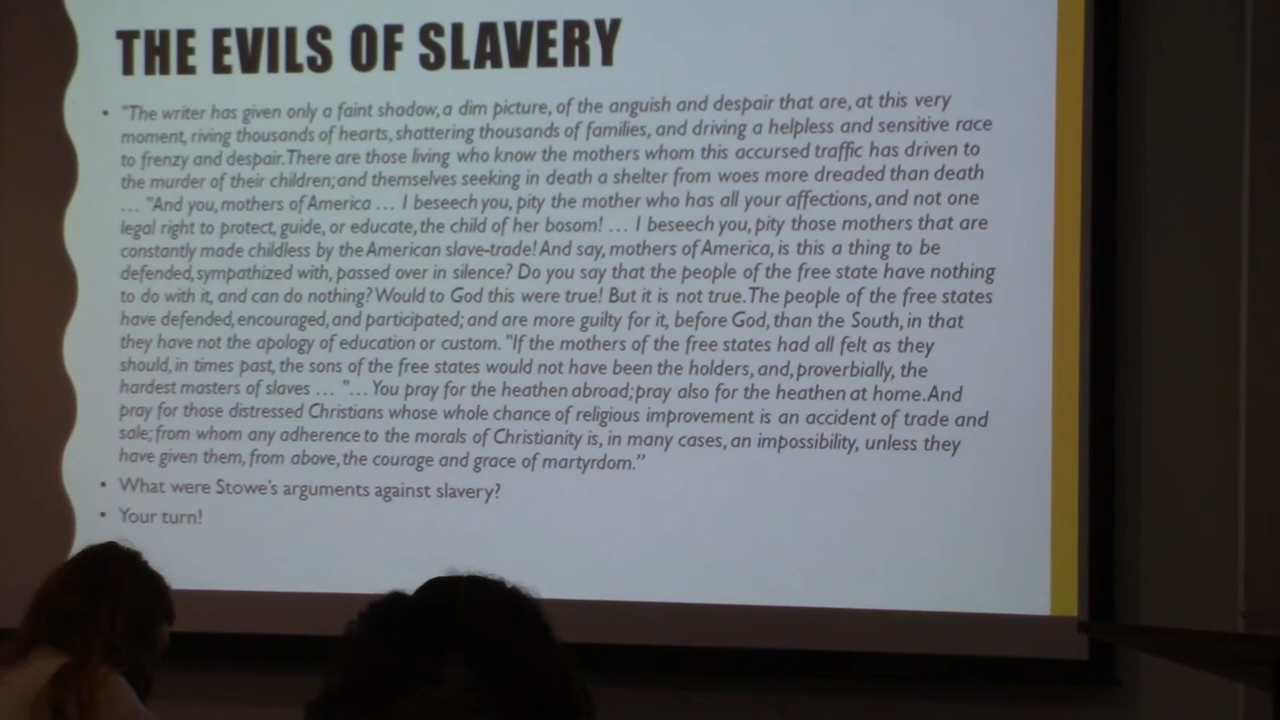 THE EVILS OF SLAVERY
• "The writer has given only a faint shadow, a dim picture, of the anguish and despair that are, at this very
moment, riving thousands of hearts, shattering thousands of families, and driving a helpless and sensitive race
to frenzy and despair. There are those living who know the mothers whom this accursed traffic has driven to
the murder of their children; and themselves seeking in death a shelter from woes more dreaded than death
… "And you, mothers of America … I beseech you, pity the mother who has all your affections, and not one
legal right to protect, guide, or educate, the child of her bosom! … I beseech you, pity those mothers that are
constantly made childless by the American slave-trade! And say, mothers of America, is this a thing to be
defended, sympathized with, passed over in silence? Do you say that the people of the free state have nothing
to do with it, and can do nothing? Would to God this were true! But it is not true. The people of the free states
have defended, encouraged, and participated; and are more guilty for it, before God, than the South, in that
they have not the apology of education or custom. "If the mothers of the free states had all felt as they
should, in times past, the sons of the free states would not have been the holders, and, proverbially, the
hardest masters of slaves … "… You pray for the heathen abroad; pray also for the heathen at home. And
pray for those distressed Christians whose whole chance of religious improvement is an accident of trade and
sale; from whom any adherence to the morals of Christianity is, in many cases, an impossibility, unless they
have given them, from above, the courage and grace of martyrdom."
• What were Stowe's arguments against slavery?
• Your turn!